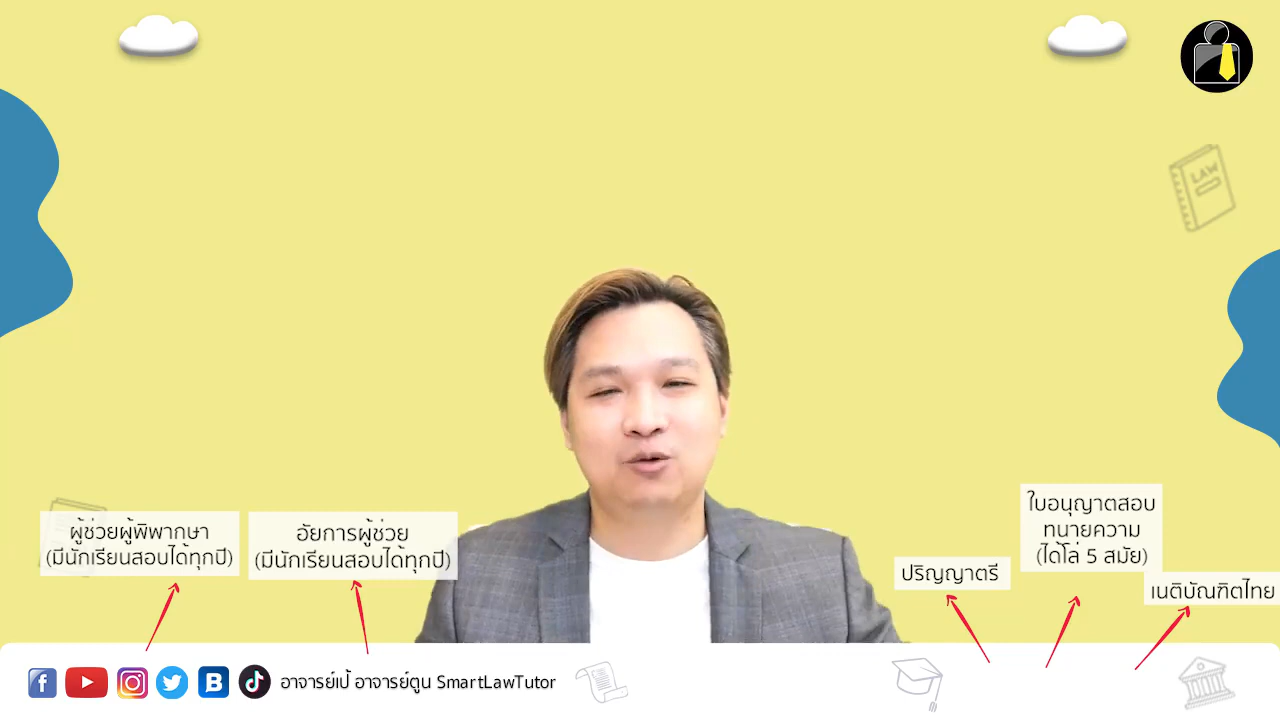 LAW
ผู้ช่วยผู้พิพากษา
(มีนักเรียนสอบได้ทุกปี)
อัยการผู้ช่วย
(มีนักเรียนสอบได้ทุกปี)
ปริญญาตรี
ใบอนุญาตสอบ
ทนายความ
(ได้โล่ 5 สมัย)
เนติบัณฑิตไทย
อาจารย์เป้ อาจารย์ตูน SmartLawTutor